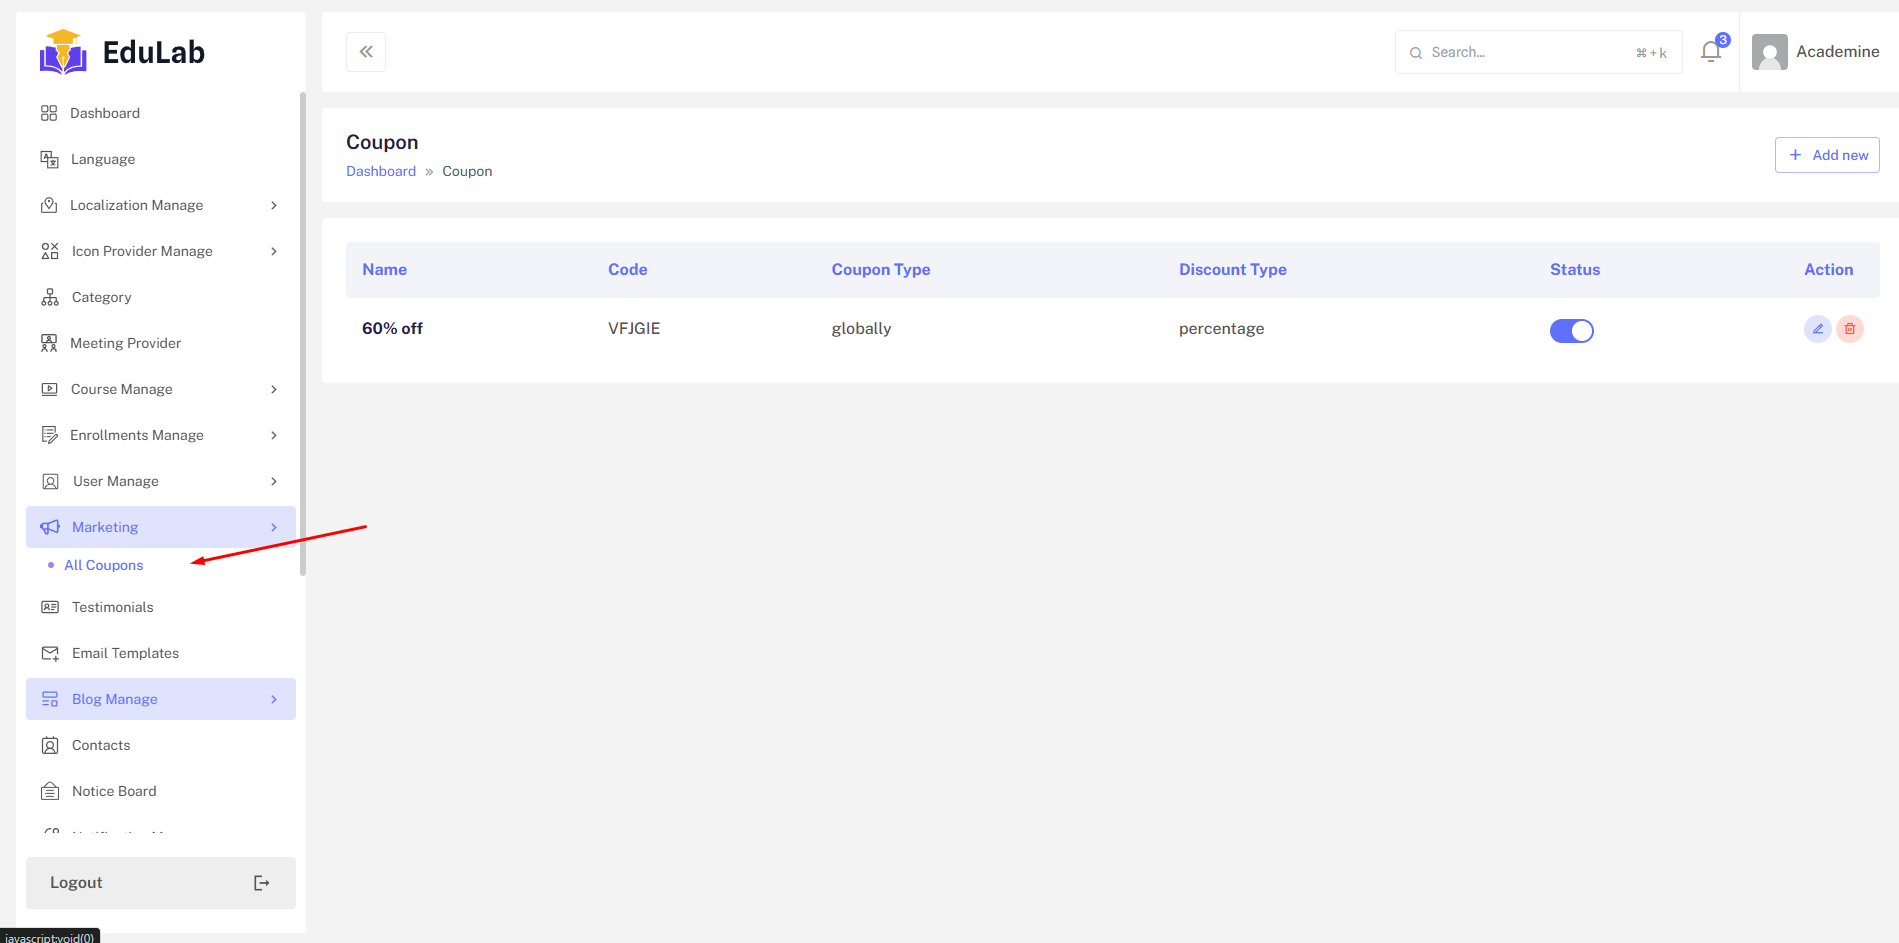 EduLab
Dashboard
Language
Localization Manage
Icon Provider Manage
Category
Meeting Provider
Course Manage
Enrollments Manage
User Manage
Marketing
All Coupons
Testimonials
Email Templates
Blog Manage
Contacts
Notice Board
Logout
javascript:void(0)
Search... ⌘+k
3
Academine
Coupon
Dashboard » Coupon
+ Add new
Name Code Coupon Type Discount Type Status Action
60% off VFJGIE globally percentage